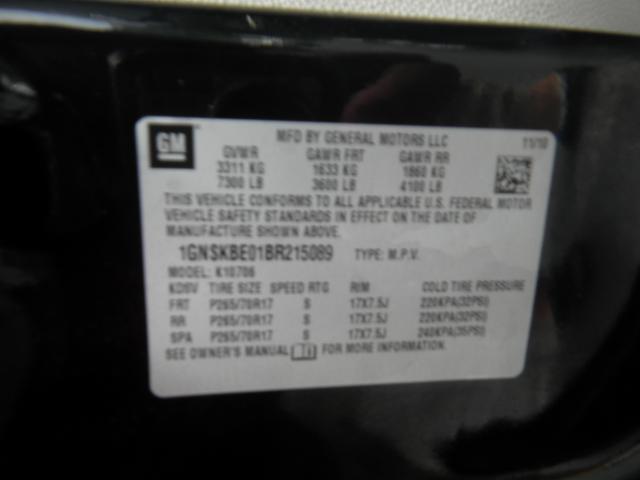 GM
MFD BY GENERAL MOTORS LLC 11/10
GVWR GAWR FRT GAWR RR
3311 KG 1633 KG 1860 KG
7300 LB 3600 LB 4100 LB
THIS VEHICLE CONFORMS TO ALL APPLICABLE U.S. FEDERAL MOTOR
VEHICLE SAFETY STANDARDS IN EFFECT ON THE DATE OF
MANUFACTURE SHOWN ABOVE.
1GNSKBE01BR215089 TYPE: M.P.V.
MODEL: K10706
KDSV TIRE SIZE SPEED RTG RIM COLD TIRE PRESSURE
FRT P265/70R17 S 17X7.5J 220KPA(32PSI)
RR P265/70R17 S 17X7.5J 220KPA(32PSI)
SPA P265/70R17 S 17X7.5J 240KPA(35PSI)
SEE OWNER'S MANUAL FOR MORE INFORMATION.